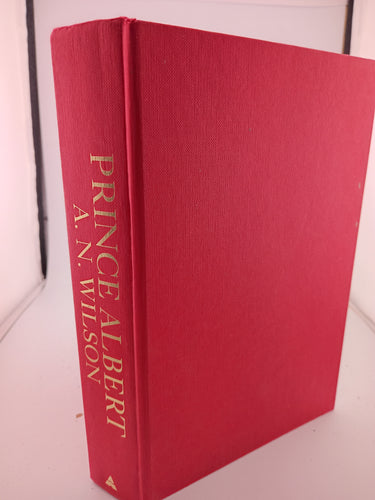 PRINCE ALBERT
A. N. WILSON